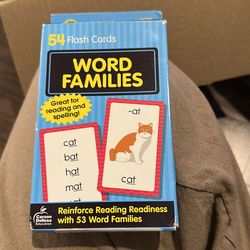 54 Flash Cards
WORD
FAMILIES
Great for
reading and
spelling!
-at
cat
bat
hat
mat
cat
Carson
Dellosa
Education
Reinforce Reading Readiness
with 53 Word Families